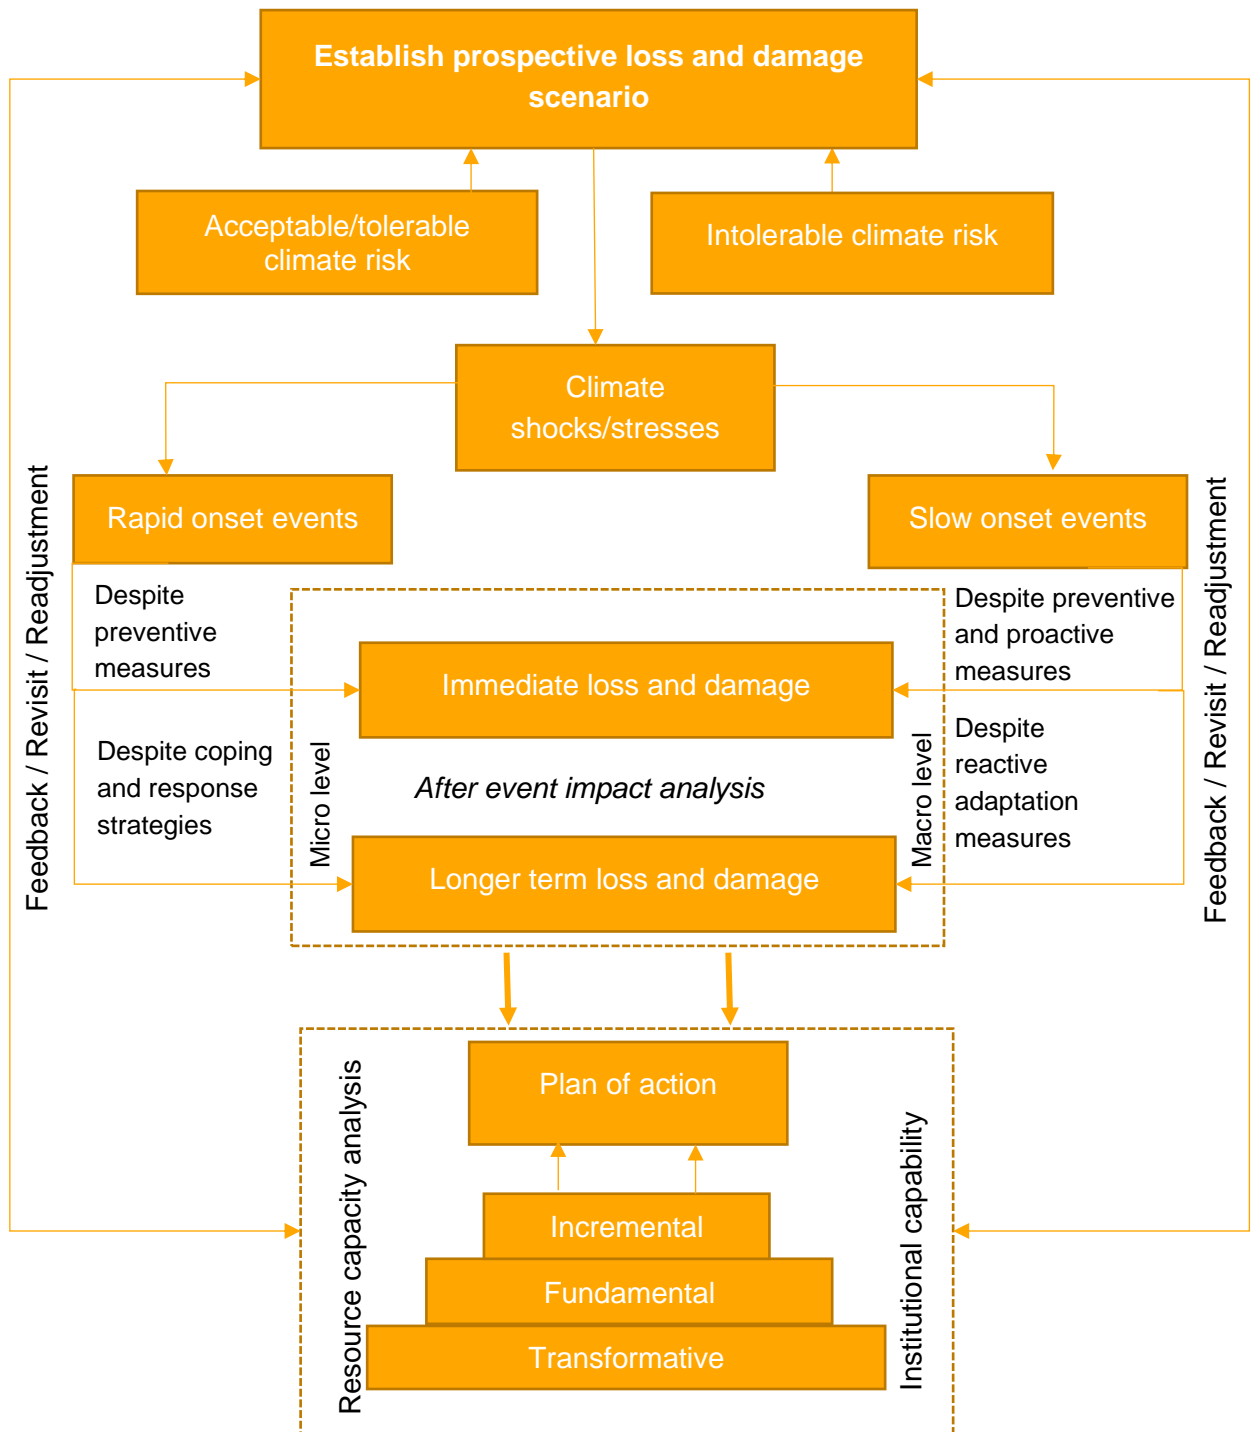 Establish prospective loss and damage
scenario
Acceptable/tolerable
climate risk
Intolerable climate risk
Climate
shocks/stresses
Rapid onset events
Slow onset events
Feedback / Revisit / Readjustment
Despite
preventive
measures
Despite preventive
and proactive
measures
Feedback / Revisit / Readjustment
Immediate loss and damage
Despite coping
and response
strategies
Micro level
After event impact analysis
Macro level
Despite
reactive
adaptation
measures
Longer term loss and damage
Resource capacity analysis
Plan of action
Institutional capability
Incremental
Fundamental
Transformative